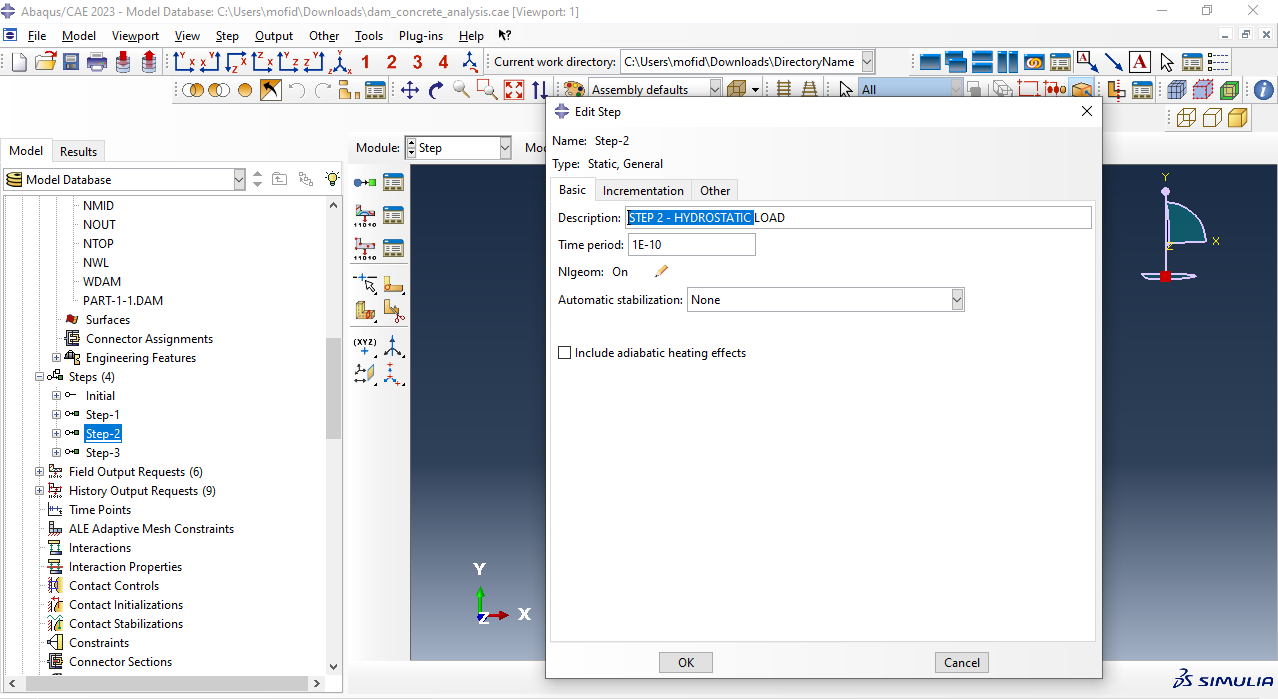 Abaqus/CAE 2023 - Model Database: C:\Users\mofid\Downloads\dam_concrete_analysis.cae [Viewport: 1]
File Model Viewport View Step Output Other Tools Plug-ins Help
1 2 3 4 Current work directory: C:\Users\mofid\Downloads\DirectoryName
Assembly defaults All
Edit Step
Name: Step-2
Type: Static, General
Basic Incrementation Other
Description: STEP 2 - HYDROSTATIC LOAD
Time period: 1E-10
Nlgeom: On
Automatic stabilization: None
Include adiabatic heating effects
OK Cancel
Model Results
Module: Step
Model Database
NMID
NOUT
NTOP
NWL
WDAM
PART-1-1.DAM
Surfaces
Connector Assignments
Engineering Features
Steps (4)
Initial
Step-1
Step-2
Step-3
Field Output Requests (6)
History Output Requests (9)
Time Points
ALE Adaptive Mesh Constraints
Interactions
Interaction Properties
Contact Controls
Contact Initializations
Contact Stabilizations
Constraints
Connector Sections
(XYZ)
Y
X
Y
Z X
SIMULIA